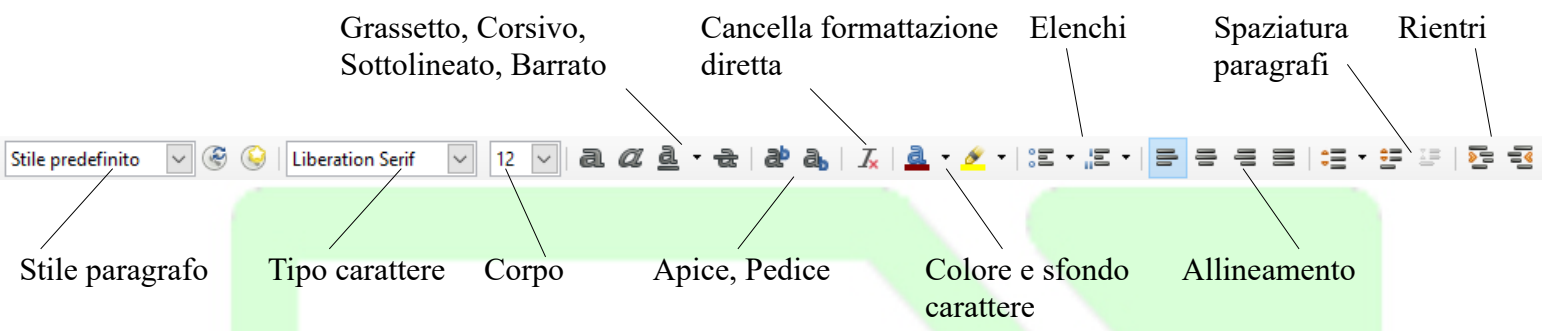 Grassetto, Corsivo,
Sottolineato, Barrato
Cancella formattazione
diretta
Elenchi
Spaziatura
paragrafi
Rientri
Stile predefinito
Liberation Serif
12
Stile paragrafo
Tipo carattere
Corpo
Apice, Pedice
Colore e sfondo
carattere
Allineamento